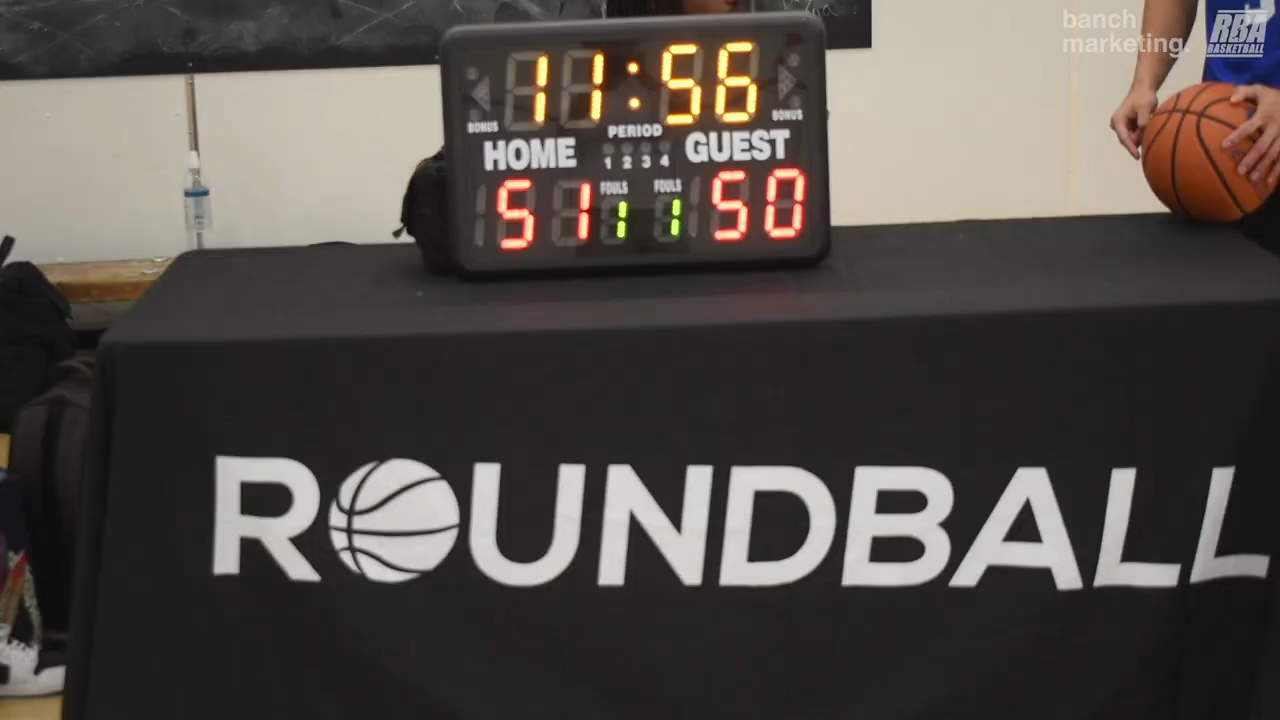 banch
marketing.
RBA
BASKETBALL
11:56
BONUS PERIOD BONUS
HOME 1 2 3 4 GUEST
FOULS FOULS
51 1 1 50
ROUNDBALL